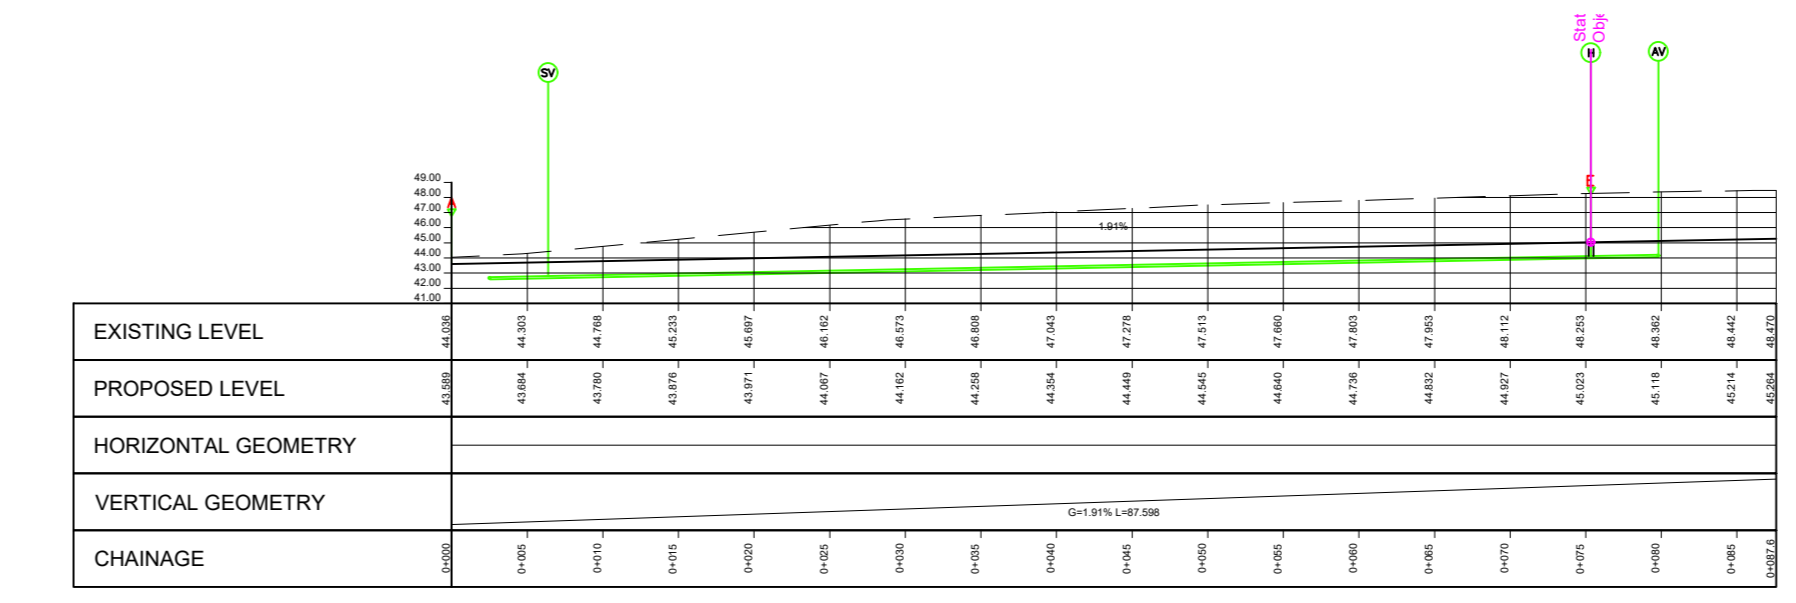 Stat
Obje
SV
H
AV
49.00
48.00
47.00
46.00
45.00
44.00
43.00
42.00
41.00
A
E
1.91%
EXISTING LEVEL 44.036 44.303 44.768 45.233 45.697 46.162 46.573 46.808 47.043 47.278 47.513 47.660 47.803 47.953 48.112 48.253 48.362 48.442 48.470
PROPOSED LEVEL 43.589 43.684 43.780 43.876 43.971 44.067 44.162 44.258 44.354 44.449 44.545 44.640 44.736 44.832 44.927 45.023 45.118 45.214 45.264
HORIZONTAL GEOMETRY
VERTICAL GEOMETRY
G=1.91% L=87.598
CHAINAGE 0+000 0+005 0+010 0+015 0+020 0+025 0+030 0+035 0+040 0+045 0+050 0+055 0+060 0+065 0+070 0+075 0+080 0+085 0+087.6